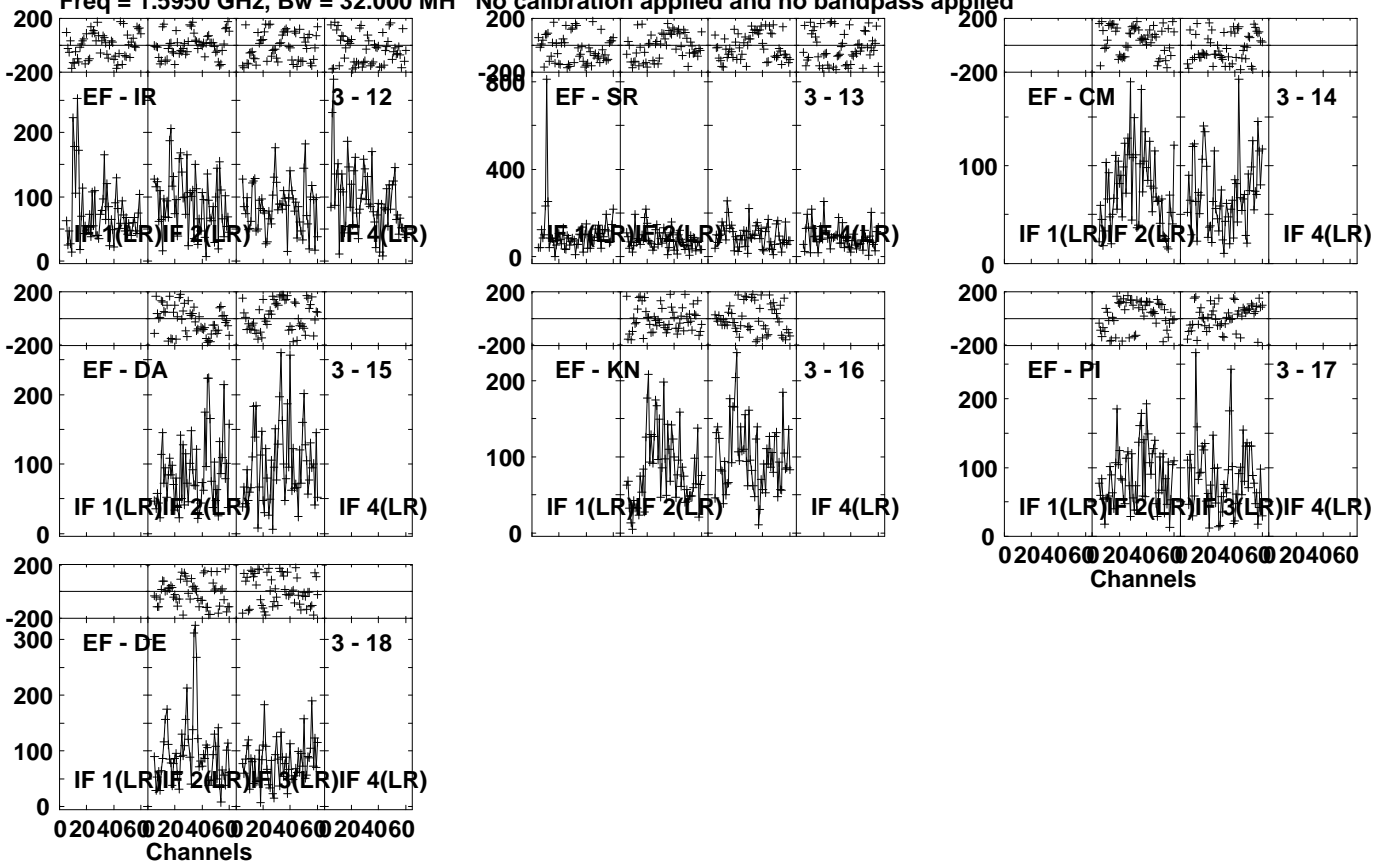 Freq = 1.5950 GHz, Bw = 32.000 MH No calibration applied and no bandpass applied
200
-200
EF - IR
3 - 12
200
100
0
IF 1(LR)
IF 2(LR)
IF 4(LR)
200
-200
800
EF - SR
3 - 13
400
0
IF 1(LR)
IF 2(LR)
IF 4(LR)
200
-200
EF - CM
3 - 14
100
0
IF 1(LR)
IF 2(LR)
IF 4(LR)
200
-200
EF - DA
3 - 15
200
100
0
IF 1(LR)
IF 2(LR)
IF 4(LR)
200
-200
EF - KN
3 - 16
200
100
0
IF 1(LR)
IF 2(LR)
IF 4(LR)
200
-200
EF - PI
3 - 17
200
100
0
IF 1(LR)
IF 2(LR)
IF 3(LR)
IF 4(LR)
0 20 40 60 0 20 40 60 0 20 40 60 0 20 40 60
Channels
200
-200
EF - DE
3 - 18
300
200
100
0
IF 1(LR)
IF 2(LR)
IF 3(LR)
IF 4(LR)
0 20 40 60 0 20 40 60 0 20 40 60 0 20 40 60
Channels